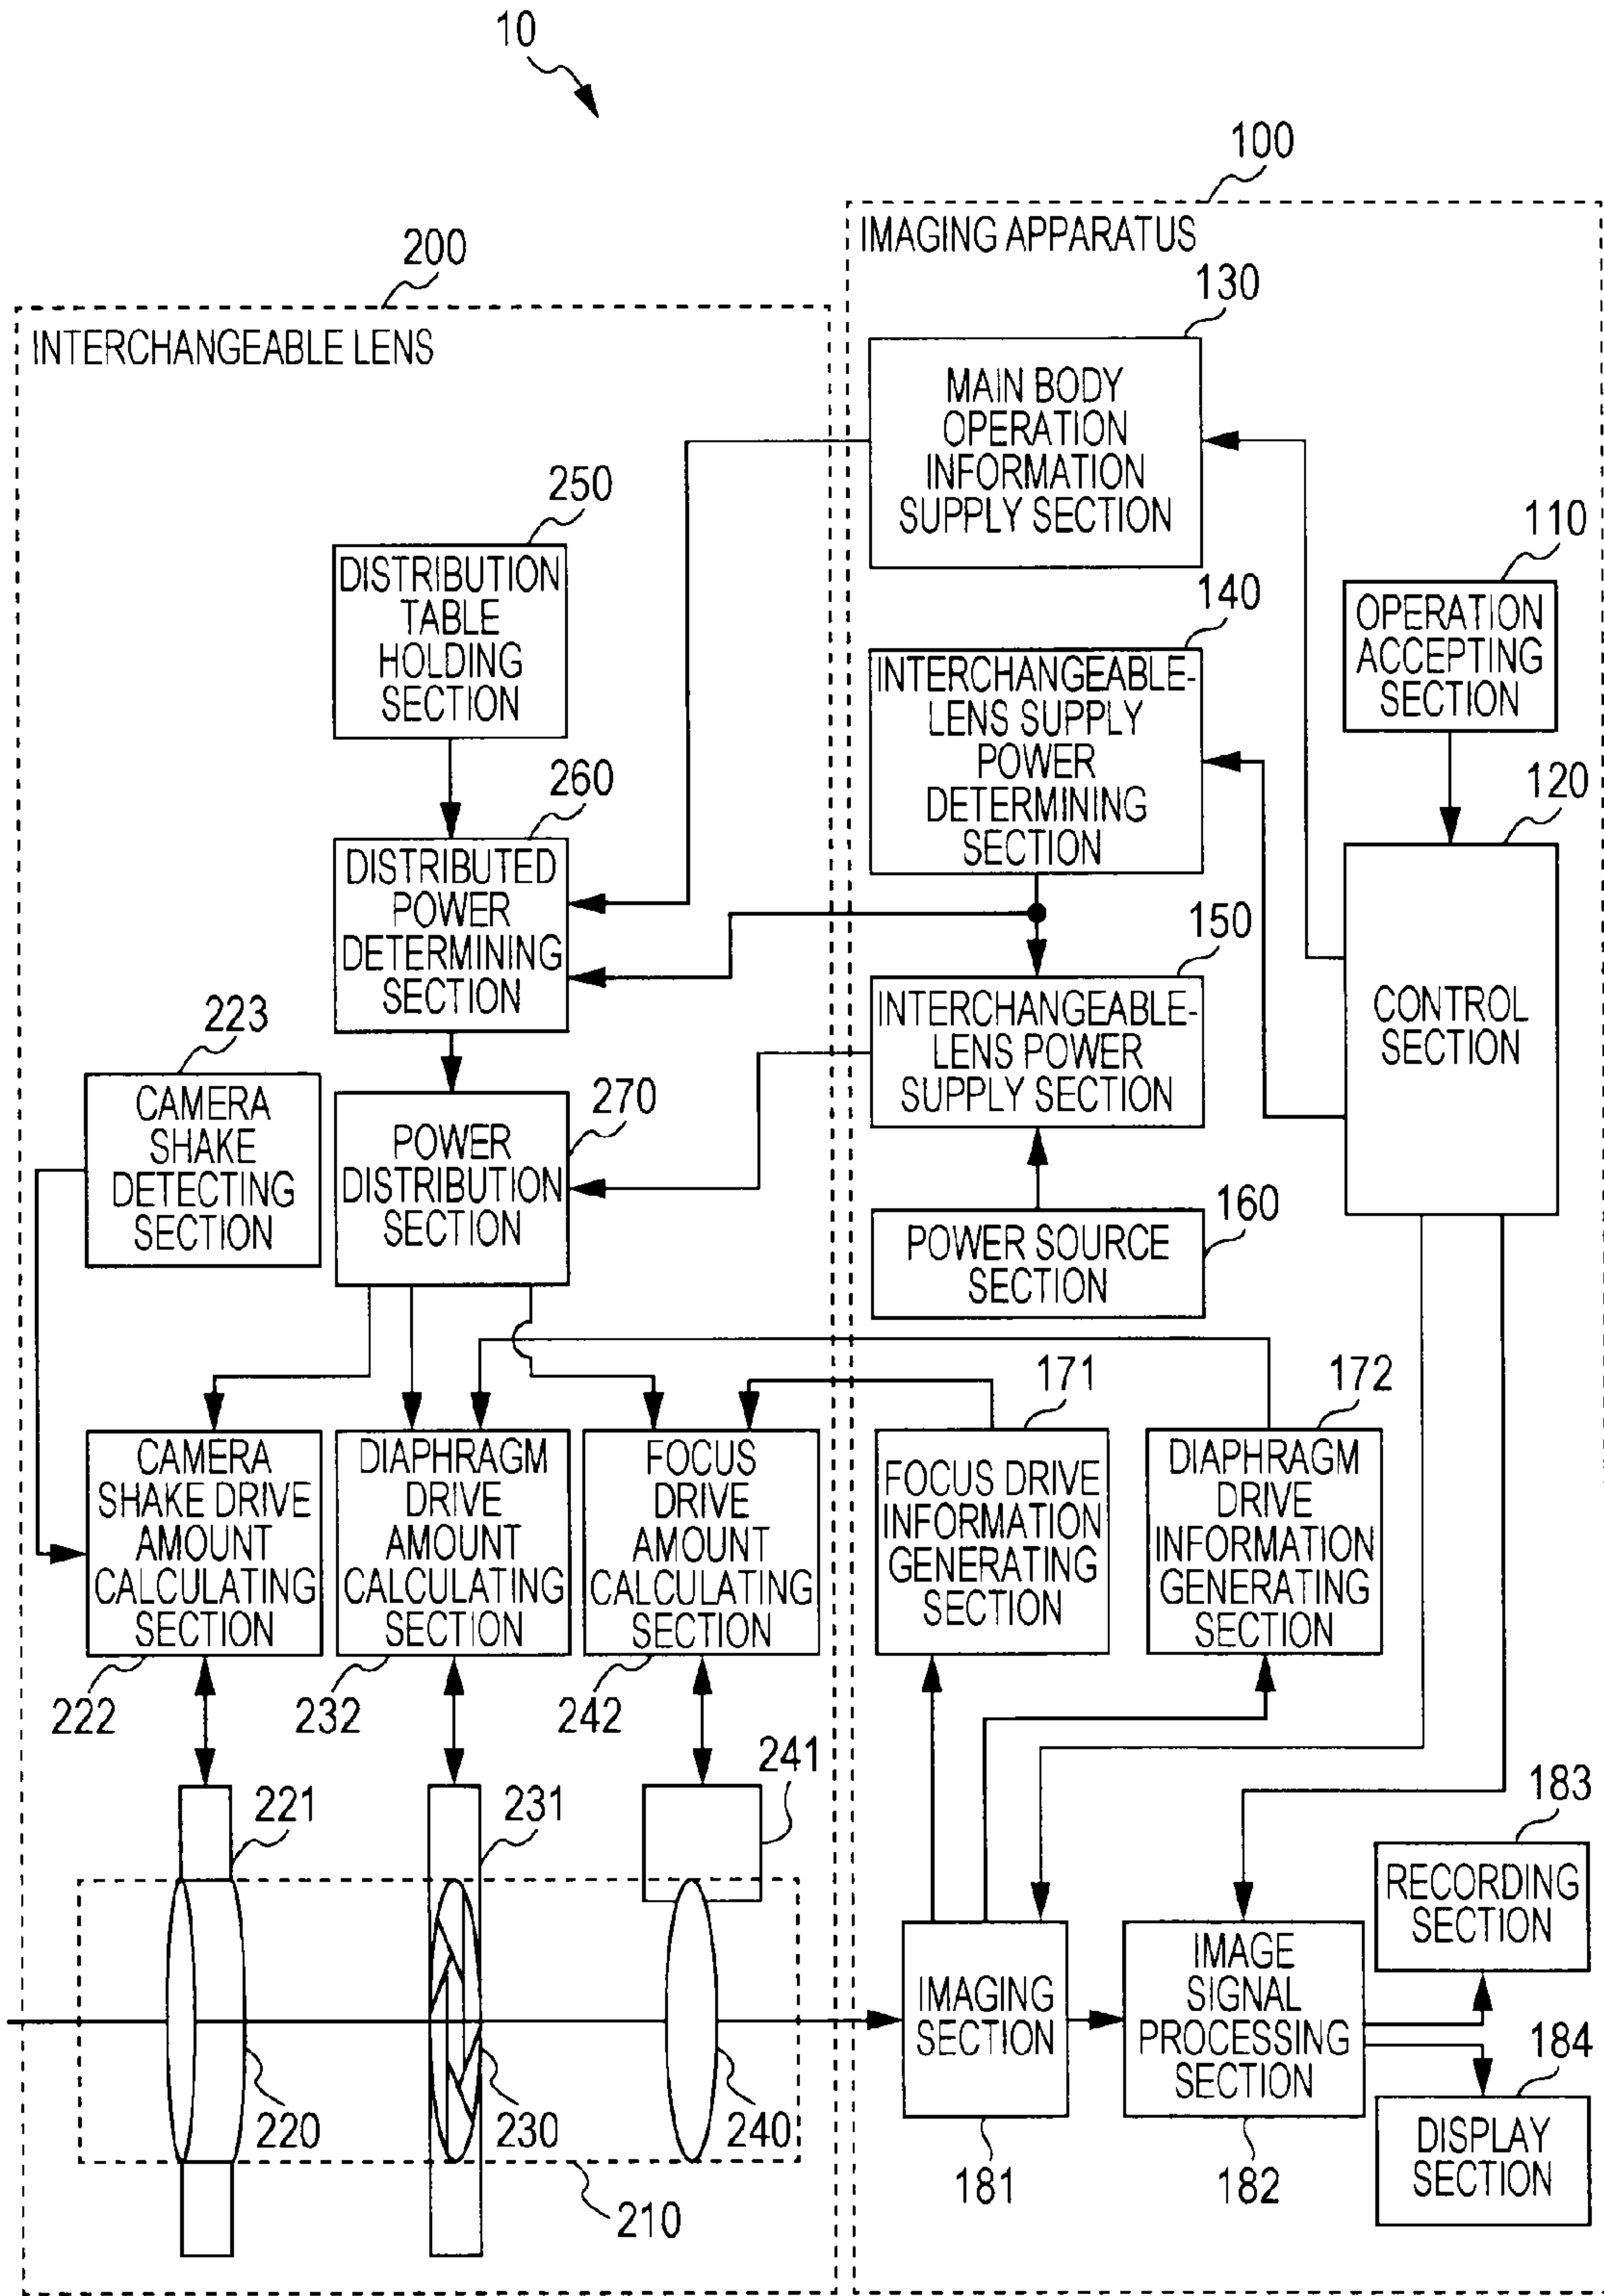 10
100
IMAGING APPARATUS
200
INTERCHANGEABLE LENS
130
MAIN BODY
OPERATION
INFORMATION
SUPPLY SECTION
250
DISTRIBUTION
TABLE
HOLDING
SECTION
110
OPERATION
ACCEPTING
SECTION
140
INTERCHANGEABLE-
LENS SUPPLY
POWER
DETERMINING
SECTION
260
DISTRIBUTED
POWER
DETERMINING
SECTION
120
CONTROL
SECTION
150
INTERCHANGEABLE-
LENS POWER
SUPPLY SECTION
223
CAMERA
SHAKE
DETECTING
SECTION
270
POWER
DISTRIBUTION
SECTION
160
POWER SOURCE
SECTION
171
172
CAMERA
SHAKE DRIVE
AMOUNT
CALCULATING
SECTION
222
DIAPHRAGM
DRIVE
AMOUNT
CALCULATING
SECTION
232
FOCUS
DRIVE
AMOUNT
CALCULATING
SECTION
242
FOCUS DRIVE
INFORMATION
GENERATING
SECTION
DIAPHRAGM
DRIVE
INFORMATION
GENERATING
SECTION
221
231
241
183
RECORDING
SECTION
IMAGING
SECTION
181
IMAGE
SIGNAL
PROCESSING
SECTION
182
184
DISPLAY
SECTION
220
230
240
210